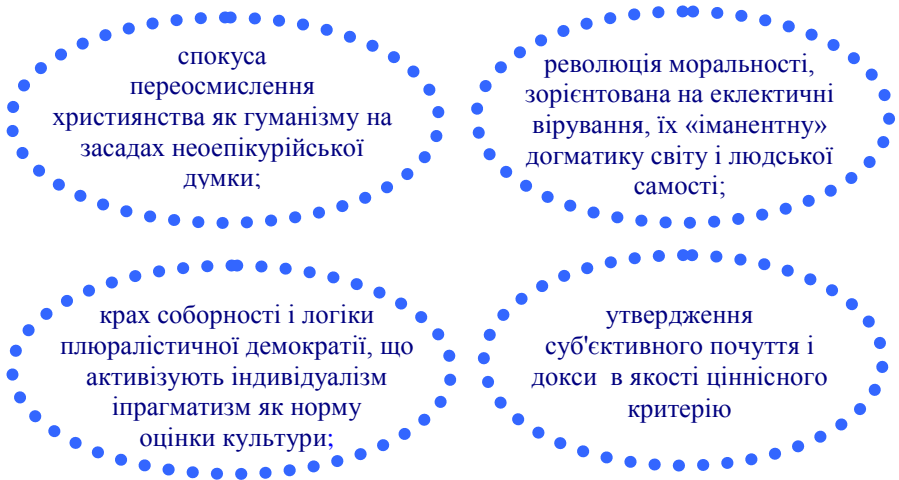 спокуса
переосмислення
християнства як гуманізму на
засадах неоепікурійської
думки;
революція моральності,
зорієнтована на еклектичні
вірування, їх «іманентну»
догматику світу і людської
самості;
крах соборності і логіки
плюралістичної демократії, що
активізують індивідуалізм
іпрагматизм як норму
оцінки культури;
утвердження
суб'єктивного почуття і
докси в якості ціннісного
критерію